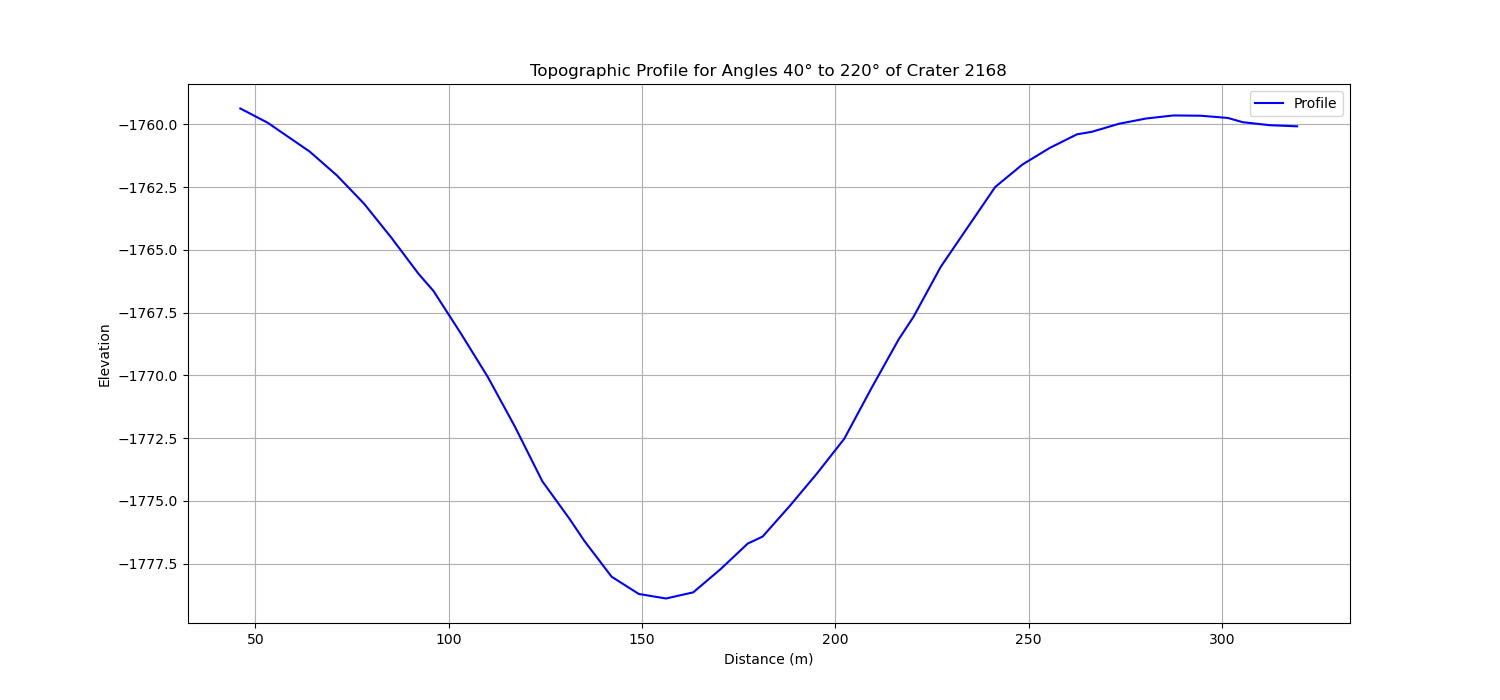 Topographic Profile for Angles 40° to 220° of Crater 2168
Profile
−1760.0
−1762.5
−1765.0
−1767.5
−1770.0
−1772.5
−1775.0
−1777.5
Elevation
50 100 150 200 250 300
Distance (m)